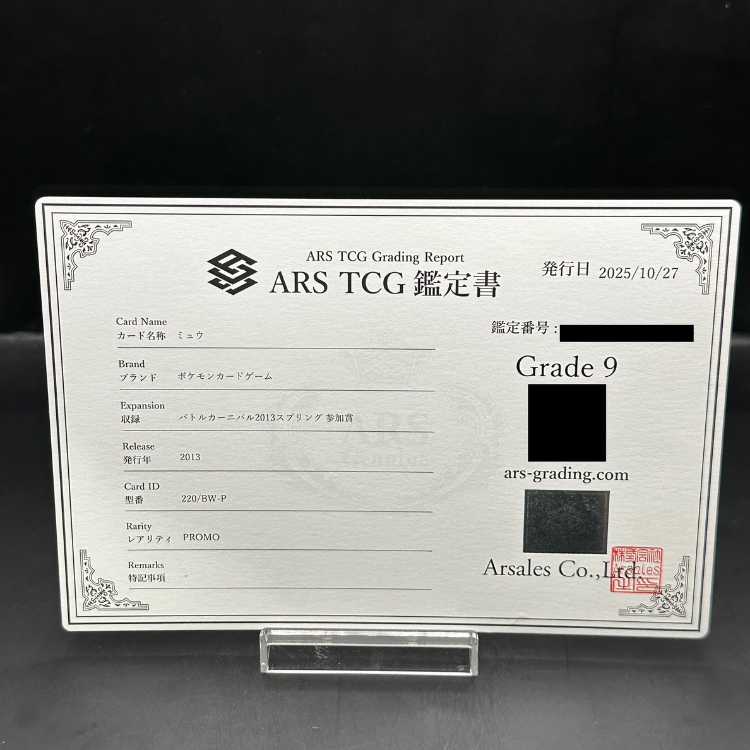 ARS TCG Grading Report
ARS TCG 鑑定書
発行日 2025/10/27
Card Name
カード名称 ミュウ
Brand
ブランド ポケモンカードゲーム
Expansion
収録 バトルカーニバル2013スプリング 参加賞
Release
発行年 2013
Card ID
型番 220/BW-P
Rarity
レアリティ PROMO
Remarks
特記事項
鑑定番号 :
Grade 9
ars-grading.com
Arsales Co.,Ltd.
ARS
Arsales